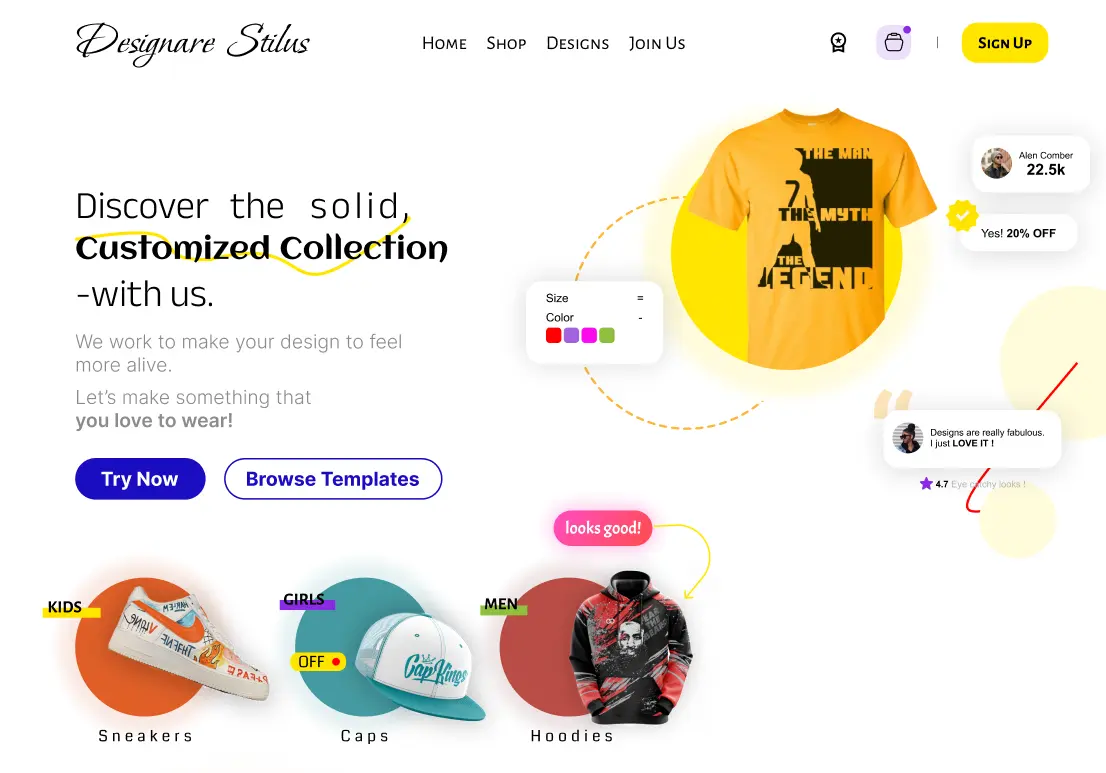 Designare Stilus
Home Shop Designs Join Us
Sign Up
THE MAN
7
THE MYTH
THE
LEGEND
Alen Comber
22.5k
Yes! 20% OFF
Discover the solid,
Customized Collection
-with us.
Size =
Color -
We work to make your design to feel
more alive.
Let's make something that
you love to wear!
Try Now
Browse Templates
“
Designs are really fabulous.
I just LOVE IT !
4.7 Eye catchy looks !
looks good!
KIDS
GIRLS
MEN
OFF
CapKings
Sneakers
Caps
Hoodies